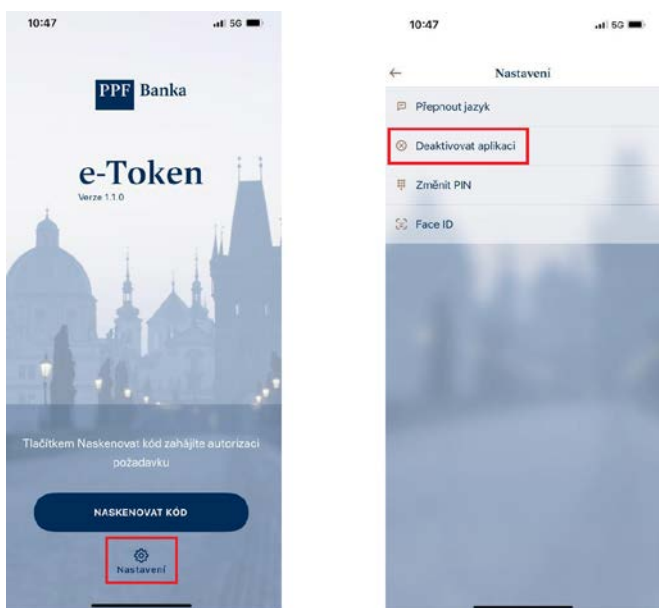 10:47
5G
PPF Banka
e-Token
Verze 1.1.0
Tlačítkem Naskenovat kód zahájíte autorizaci
požadavku
NASKENOVAT KÓD
Nastavení
10:47
5G
Nastavení
Přepnout jazyk
Deaktivovat aplikaci
Změnit PIN
Face ID